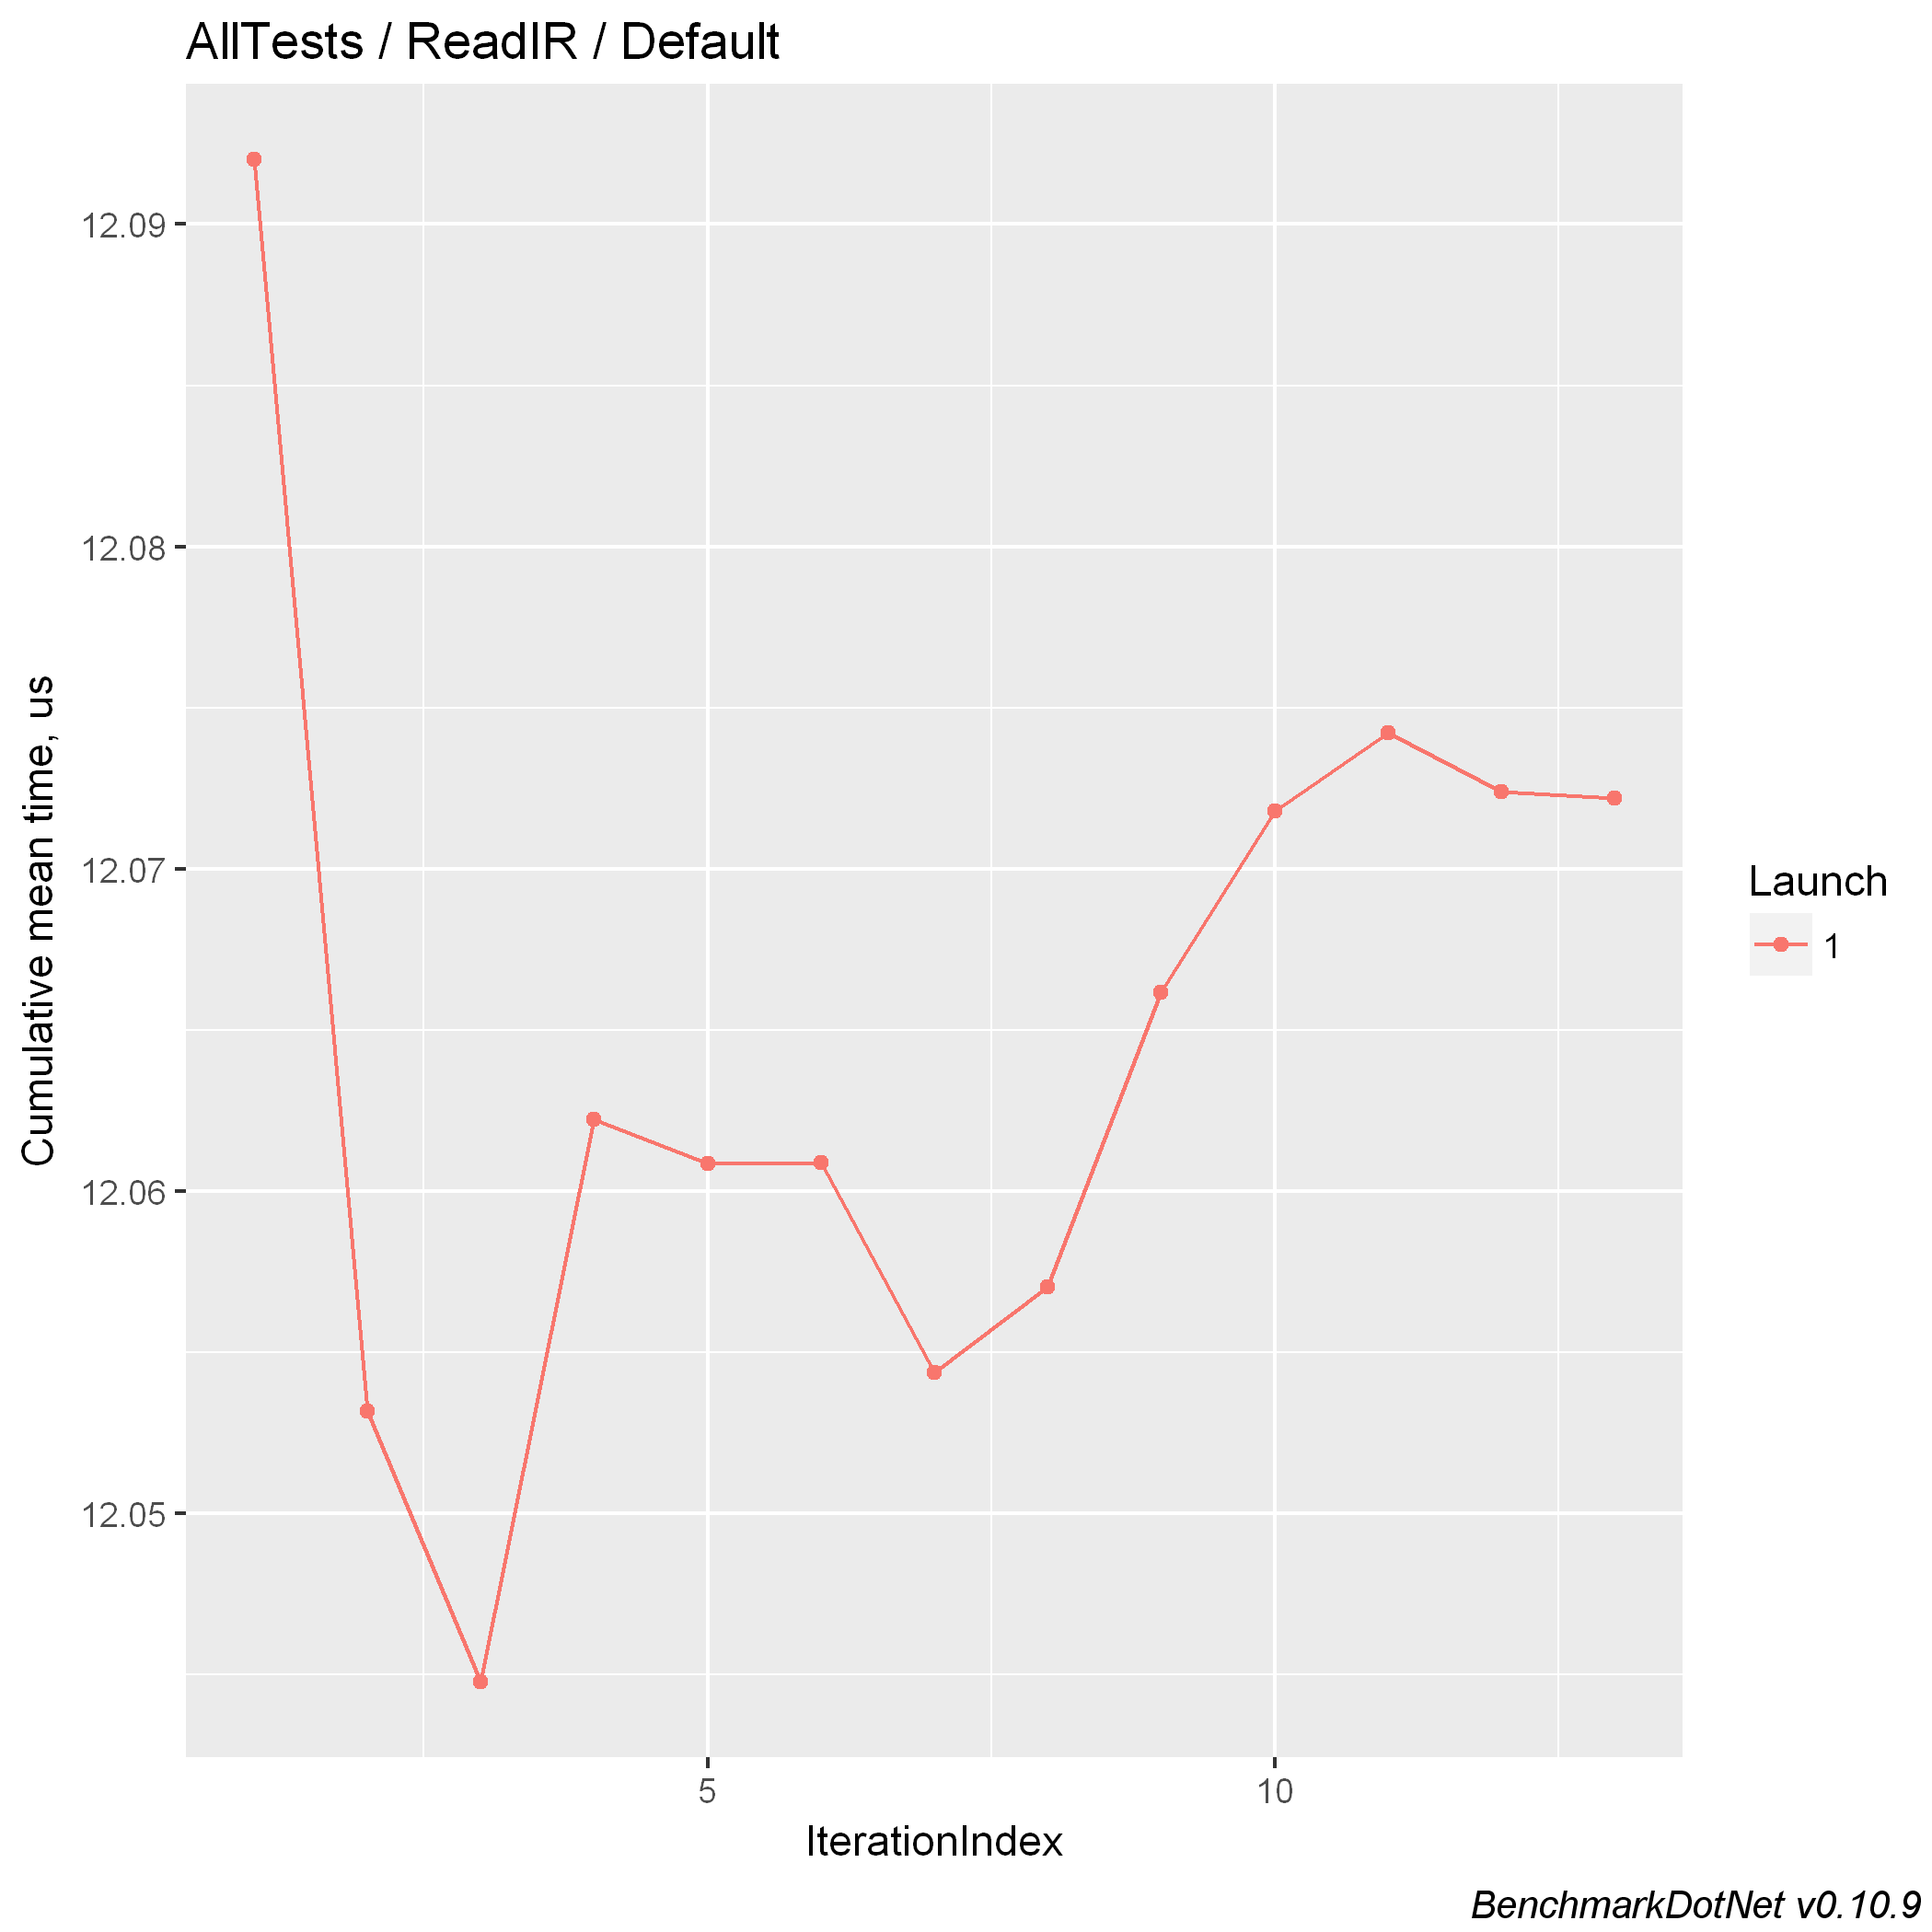 AllTests / ReadIR / Default
Cumulative mean time, us
12.09
12.08
12.07
12.06
12.05
5
10
IterationIndex
Launch
1
BenchmarkDotNet v0.10.9